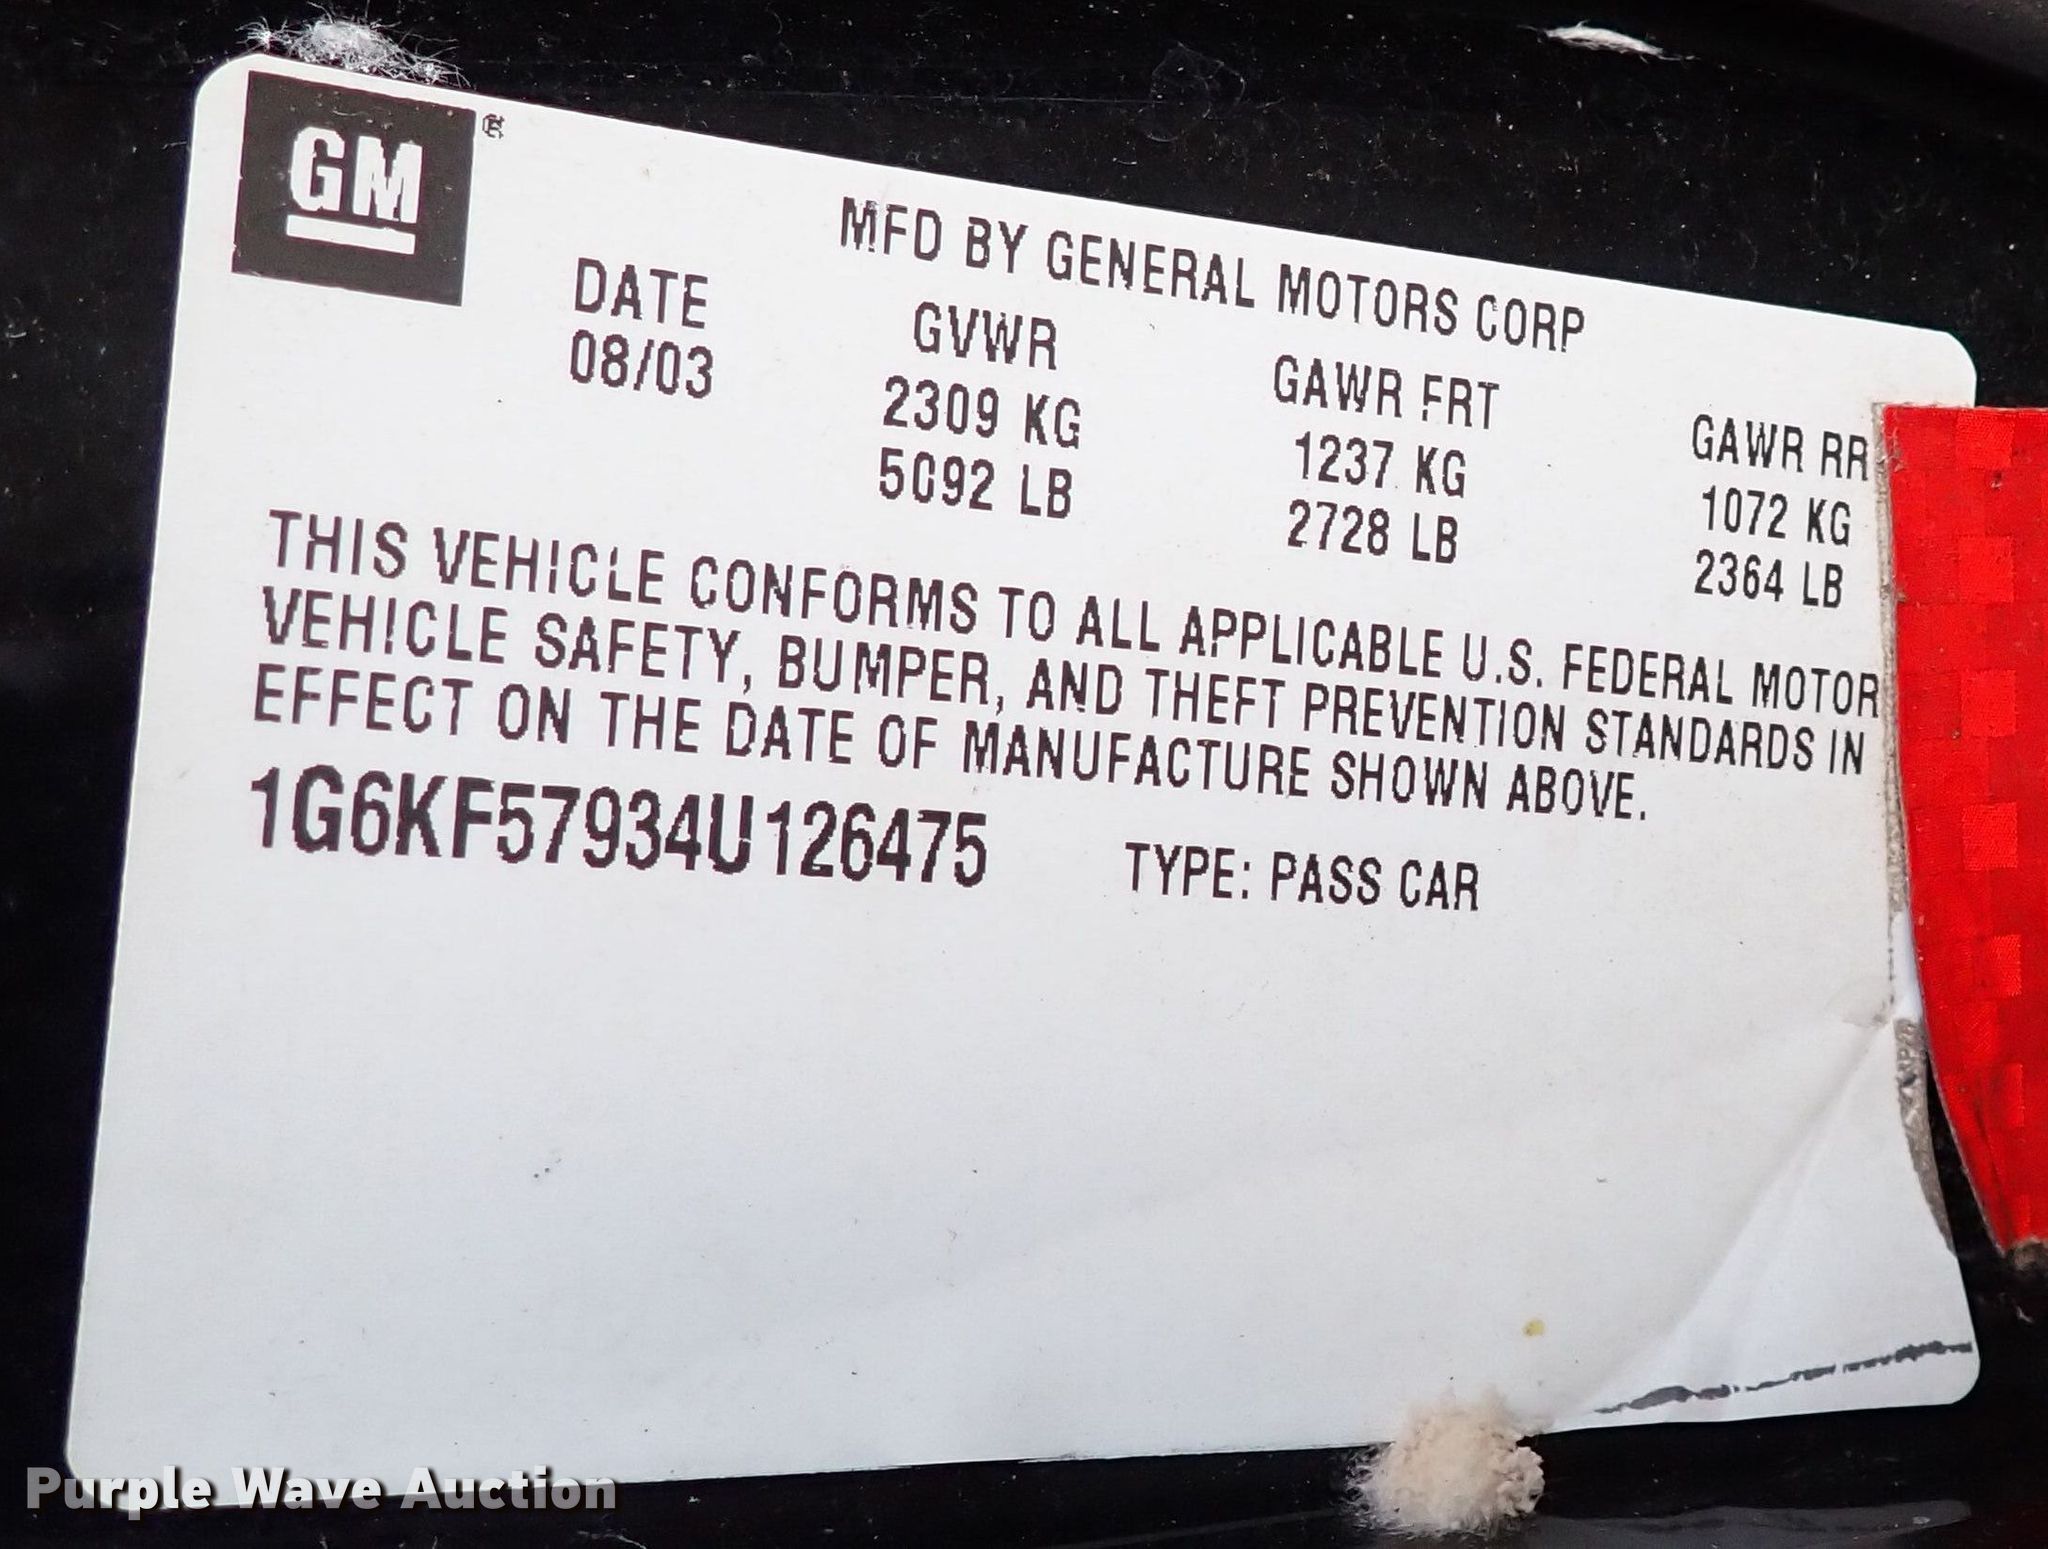 GM®
MFD BY GENERAL MOTORS CORP
DATE GVWR GAWR FRT GAWR RR
08/03 2309 KG 1237 KG 1072 KG
5092 LB 2728 LB 2364 LB
THIS VEHICLE CONFORMS TO ALL APPLICABLE U.S. FEDERAL MOTOR
VEHICLE SAFETY, BUMPER, AND THEFT PREVENTION STANDARDS IN
EFFECT ON THE DATE OF MANUFACTURE SHOWN ABOVE.
1G6KF57934U126475 TYPE: PASS CAR
Purple Wave Auction